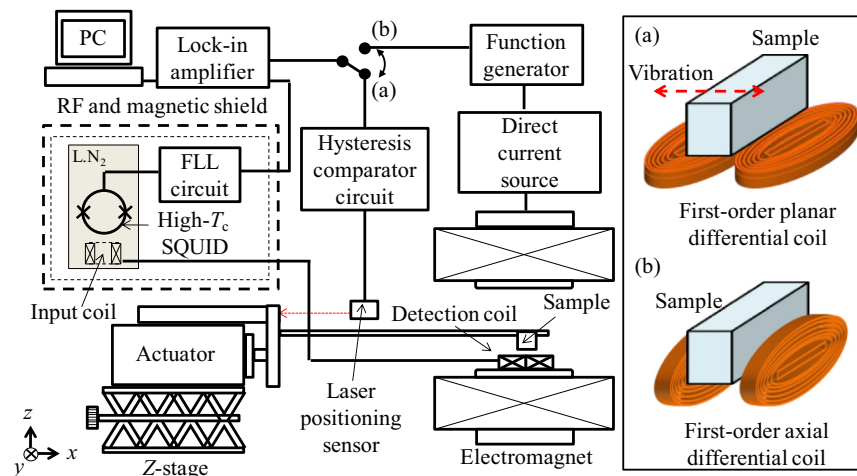 PC
Lock-in
amplifier
(b)
(a)
Function
generator
RF and magnetic shield
L.N2
FLL
circuit
High-Tc
SQUID
Input coil
Hysteresis
comparator
circuit
Direct
current
source
Actuator
Detection coil
Sample
Laser
positioning
sensor
Z-stage
Electromagnet
z
y
x
(a)
Sample
Vibration
First-order planar
differential coil
(b)
Sample
First-order axial
differential coil